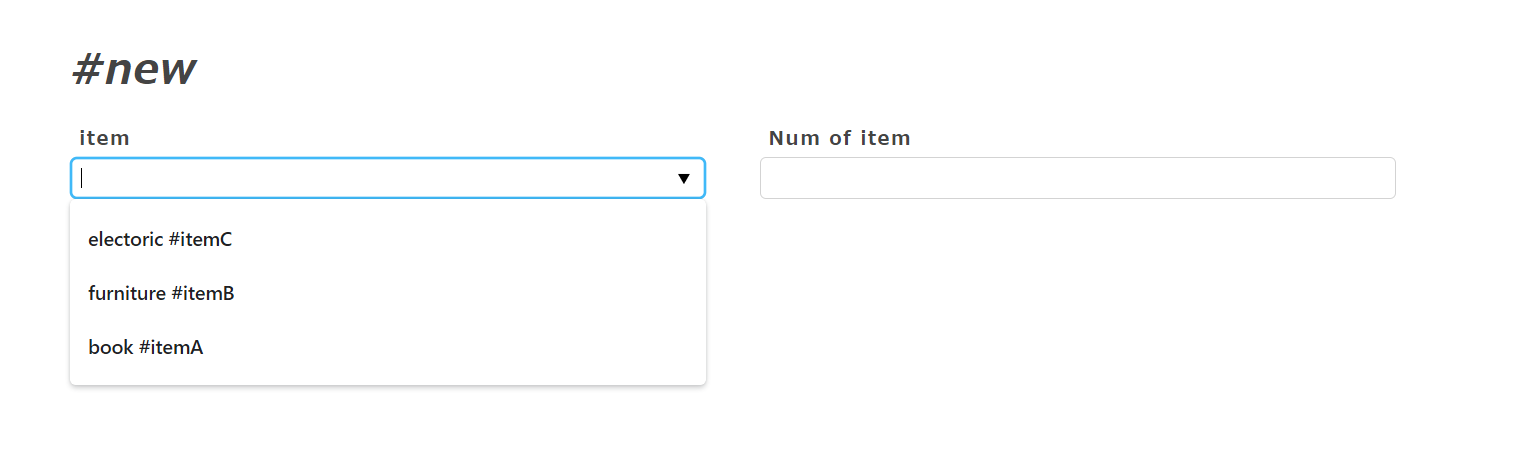 #new
item
Num of item
electoric #itemC
furniture #itemB
book #itemA